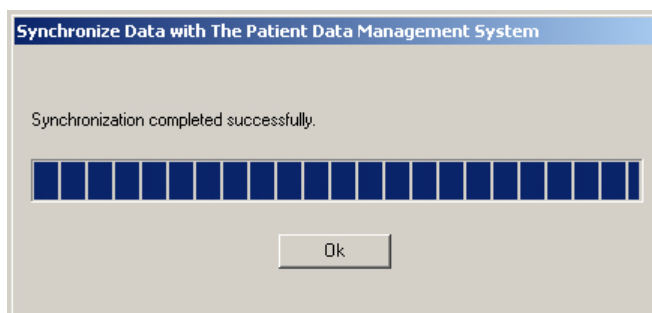 Synchronize Data with The Patient Data Management System
Synchronization completed successfully.
Ok